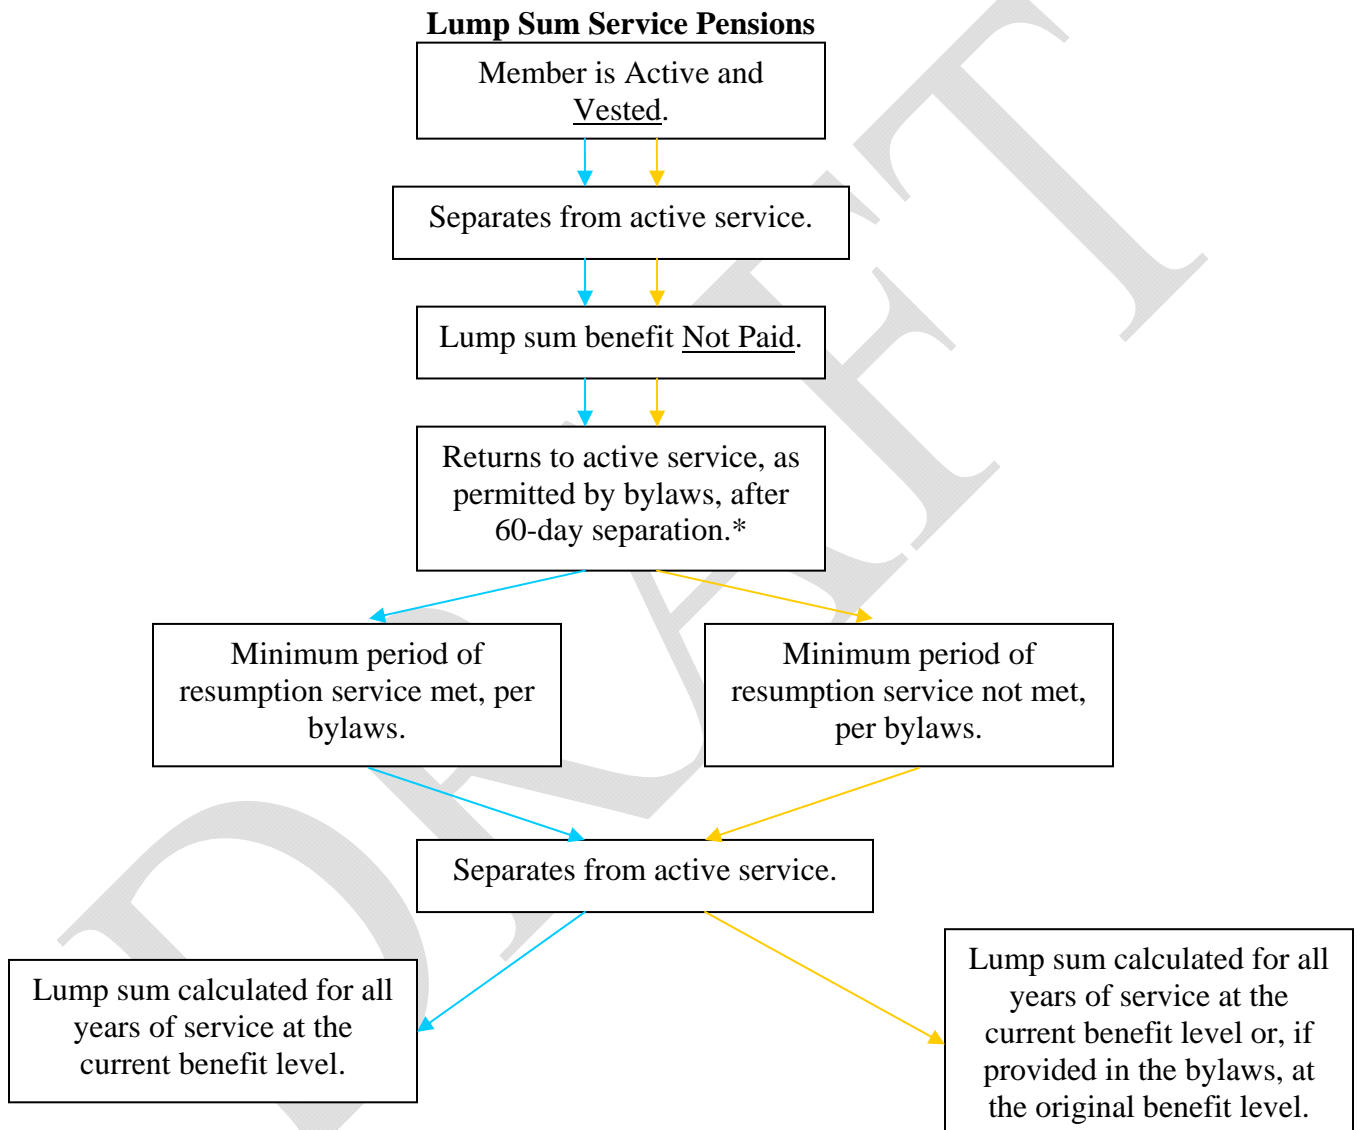 Lump Sum Service Pensions
Member is Active and
Vested.
Separates from active service.
Lump sum benefit Not Paid.
Returns to active service, as
permitted by bylaws, after
60-day separation.*
Minimum period of
resumption service met, per
bylaws.
Minimum period of
resumption service not met,
per bylaws.
Separates from active service.
Lump sum calculated for all
years of service at the
current benefit level.
Lump sum calculated for all
years of service at the
current benefit level or, if
provided in the bylaws, at
the original benefit level.
DRAFT